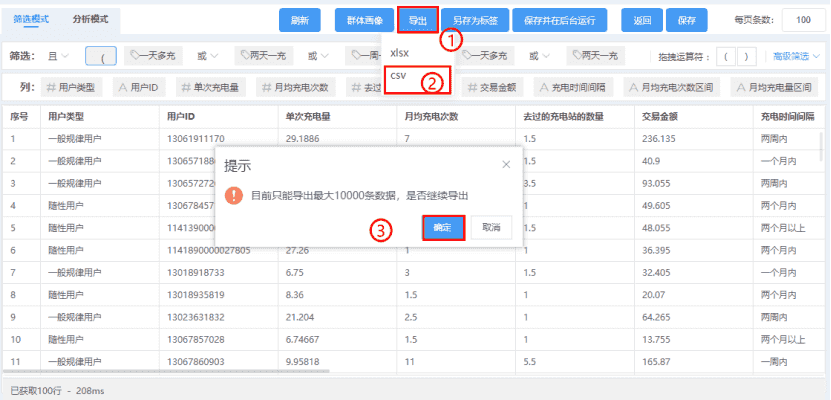 筛选模式 分析模式 刷新 群体画像 导出 另存为标签 保存并在后台运行 返回 保存 每页条数: 100
①
筛选: 且 ( 一天多充 或 两天一充 或 一周 一天多充 或 两天一充 拖拽运算符: ( ) 高级筛选
xlsx
csv ②
列: # 用户类型 A 用户ID # 单次充电量 # 月均充电次数 # 去过 # 交易金额 A 充电时间间隔 A 月均充电次数区间 A 月均充电量区间
序号 用户类型 用户ID 单次充电量 月均充电次数 去过的充电站的数量 交易金额 充电时间间隔
1 一般规律用户 13061911170 29.1886 7 1.5 236.135 两周内
2 一般规律用户 1306571886 1.5 40.9 一个月内
3 一般规律用户 1306572726 3.5 93.055 两周内
4 随性用户 130678457 1 49.605 两个月内
5 随性用户 1141390000 1.5 48.055 两个月以上
6 随性用户 1141890000027805 27.26 1 1 36.395 两个月内
7 一般规律用户 13018918733 6.75 3 1.5 32.405 一个月内
8 随性用户 13018935819 8.36 1.5 1 20.07 两个月内
9 一般规律用户 13023631832 21.204 2.5 1 64.265 两周内
10 随性用户 13067857028 6.74667 1.5 1 13.755 两个月以上
11 一般规律用户 13067860903 9.95818 11 5.5 165.87 一周内
提示
目前只能导出最大10000条数据，是否继续导出
③ 确定 取消
已获取100行 - 208ms